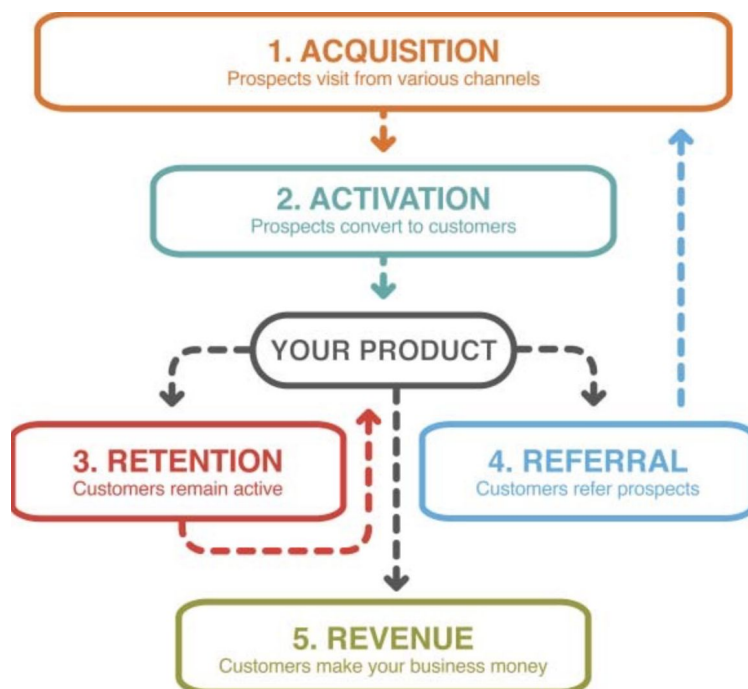 1. ACQUISITION
Prospects visit from various channels
2. ACTIVATION
Prospects convert to customers
YOUR PRODUCT
3. RETENTION
Customers remain active
4. REFERRAL
Customers refer prospects
5. REVENUE
Customers make your business money